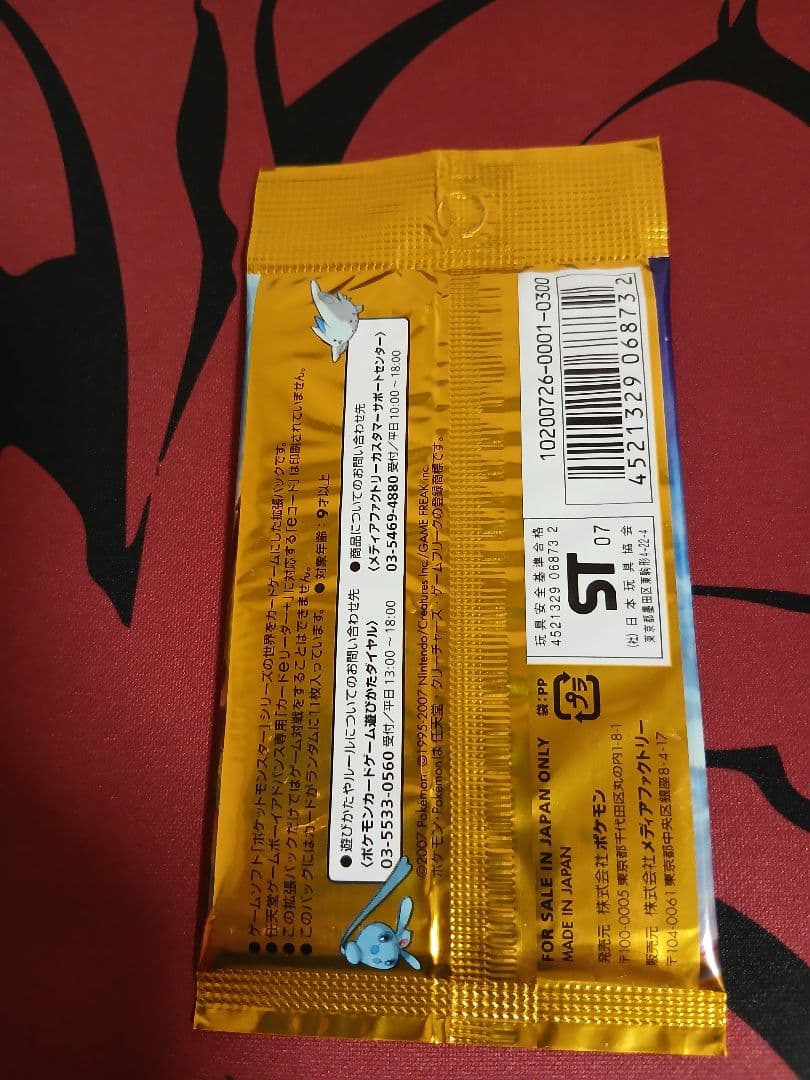 ●ゲームソフト「ポケットモンスター」シリーズの世界をカードゲームにした拡張パックです。
●任天堂ゲームボーイアドバンス専用「カードeリーダー+」に対応する「eコード」は印刷されていません。
●この拡張パックだけではゲーム対戦をすることはできません。
●このパックにはカードがランダムに11枚入っています。 ●対象年齢：9才以上
●遊びかたやルールについてのお問い合わせ先
〈ポケモンカードゲーム遊びかたダイヤル〉
03-5533-0560 受付/平日13:00～18:00
●商品についてのお問い合わせ先
〈メディアファクトリーカスタマーサポートセンター〉
03-5469-4880 受付/平日10:00～18:00
©2007 Pokémon. ©1995-2007 Nintendo/Creatures Inc./GAME FREAK inc.
ポケモン・Pokémonは任天堂・クリーチャーズ・ゲームフリークの登録商標です。
FOR SALE IN JAPAN ONLY
MADE IN JAPAN
袋：PP
プラ
発売元 株式会社ポケモン
〒100-0005 東京都千代田区丸の内1-8-1
販売元 株式会社メディアファクトリー
〒104-0061 東京都中央区銀座8-4-17
玩具安全基準合格
4521329 06873 2
ST 07
(社)日本玩具協会
東京都墨田区東駒形4-22-4
10200726-0001-0300
4521329 068732